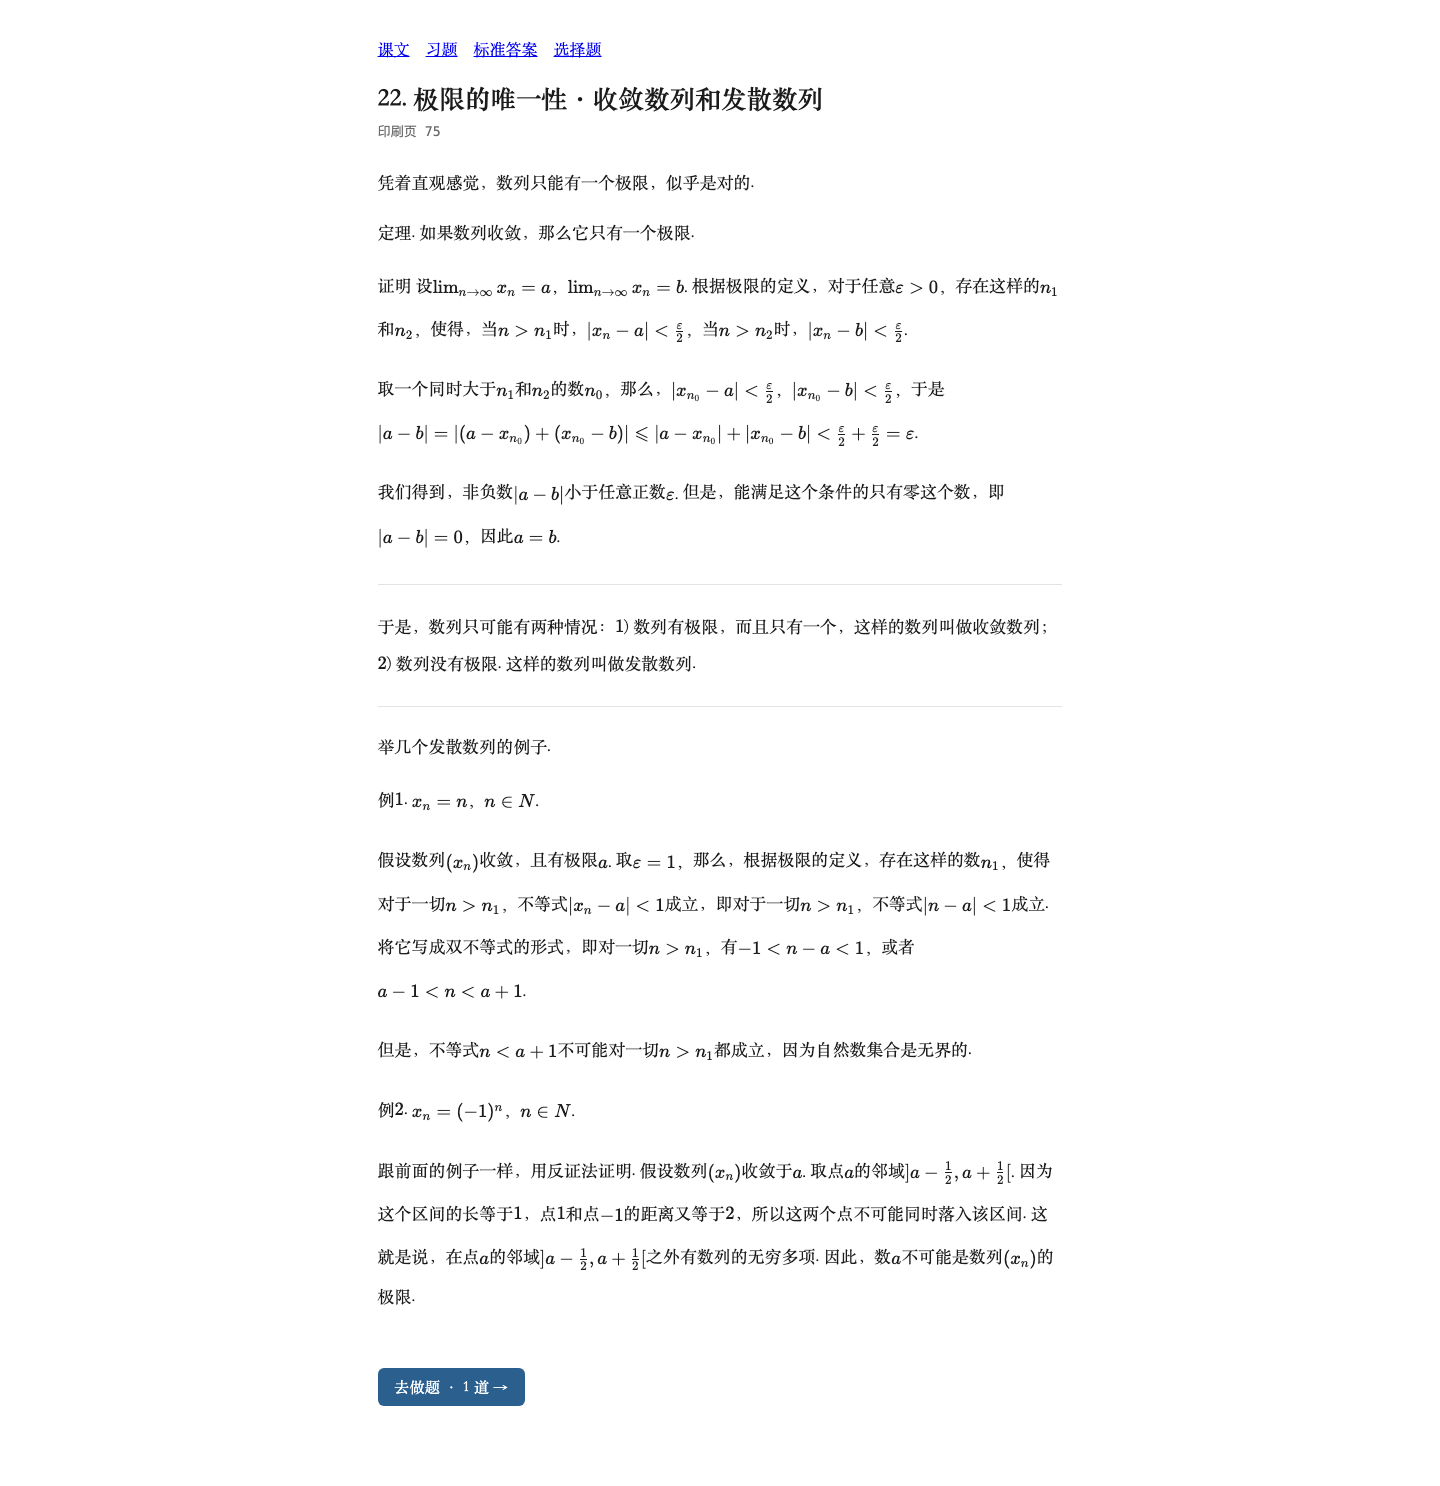 课文 习题 标准答案 选择题
22. 极限的唯一性 · 收敛数列和发散数列
印刷页 75
凭着直观感觉，数列只能有一个极限，似乎是对的.
定理. 如果数列收敛，那么它只有一个极限.
证明 设lim_{n→∞} x_n = a，lim_{n→∞} x_n = b. 根据极限的定义，对于任意ε > 0，存在这样的n_1
和n_2，使得，当n > n_1时，|x_n − a| < ε/2，当n > n_2时，|x_n − b| < ε/2.
取一个同时大于n_1和n_2的数n_0，那么，|x_{n_0} − a| < ε/2，|x_{n_0} − b| < ε/2，于是
|a − b| = |(a − x_{n_0}) + (x_{n_0} − b)| ⩽ |a − x_{n_0}| + |x_{n_0} − b| < ε/2 + ε/2 = ε.
我们得到，非负数|a − b|小于任意正数ε. 但是，能满足这个条件的只有零这个数，即
|a − b| = 0，因此a = b.
于是，数列只可能有两种情况：1) 数列有极限，而且只有一个，这样的数列叫做收敛数列；
2) 数列没有极限. 这样的数列叫做发散数列.
举几个发散数列的例子.
例1. x_n = n，n ∈ N.
假设数列(x_n)收敛，且有极限a. 取ε = 1，那么，根据极限的定义，存在这样的数n_1，使得
对于一切n > n_1，不等式|x_n − a| < 1成立，即对于一切n > n_1，不等式|n − a| < 1成立.
将它写成双不等式的形式，即对一切n > n_1，有−1 < n − a < 1，或者
a − 1 < n < a + 1.
但是，不等式n < a + 1不可能对一切n > n_1都成立，因为自然数集合是无界的.
例2. x_n = (−1)^n，n ∈ N.
跟前面的例子一样，用反证法证明. 假设数列(x_n)收敛于a. 取点a的邻域]a − 1/2, a + 1/2[. 因为
这个区间的长等于1，点1和点−1的距离又等于2，所以这两个点不可能同时落入该区间. 这
就是说，在点a的邻域]a − 1/2, a + 1/2[之外有数列的无穷多项. 因此，数a不可能是数列(x_n)的
极限.
去做题 · 1 道 →